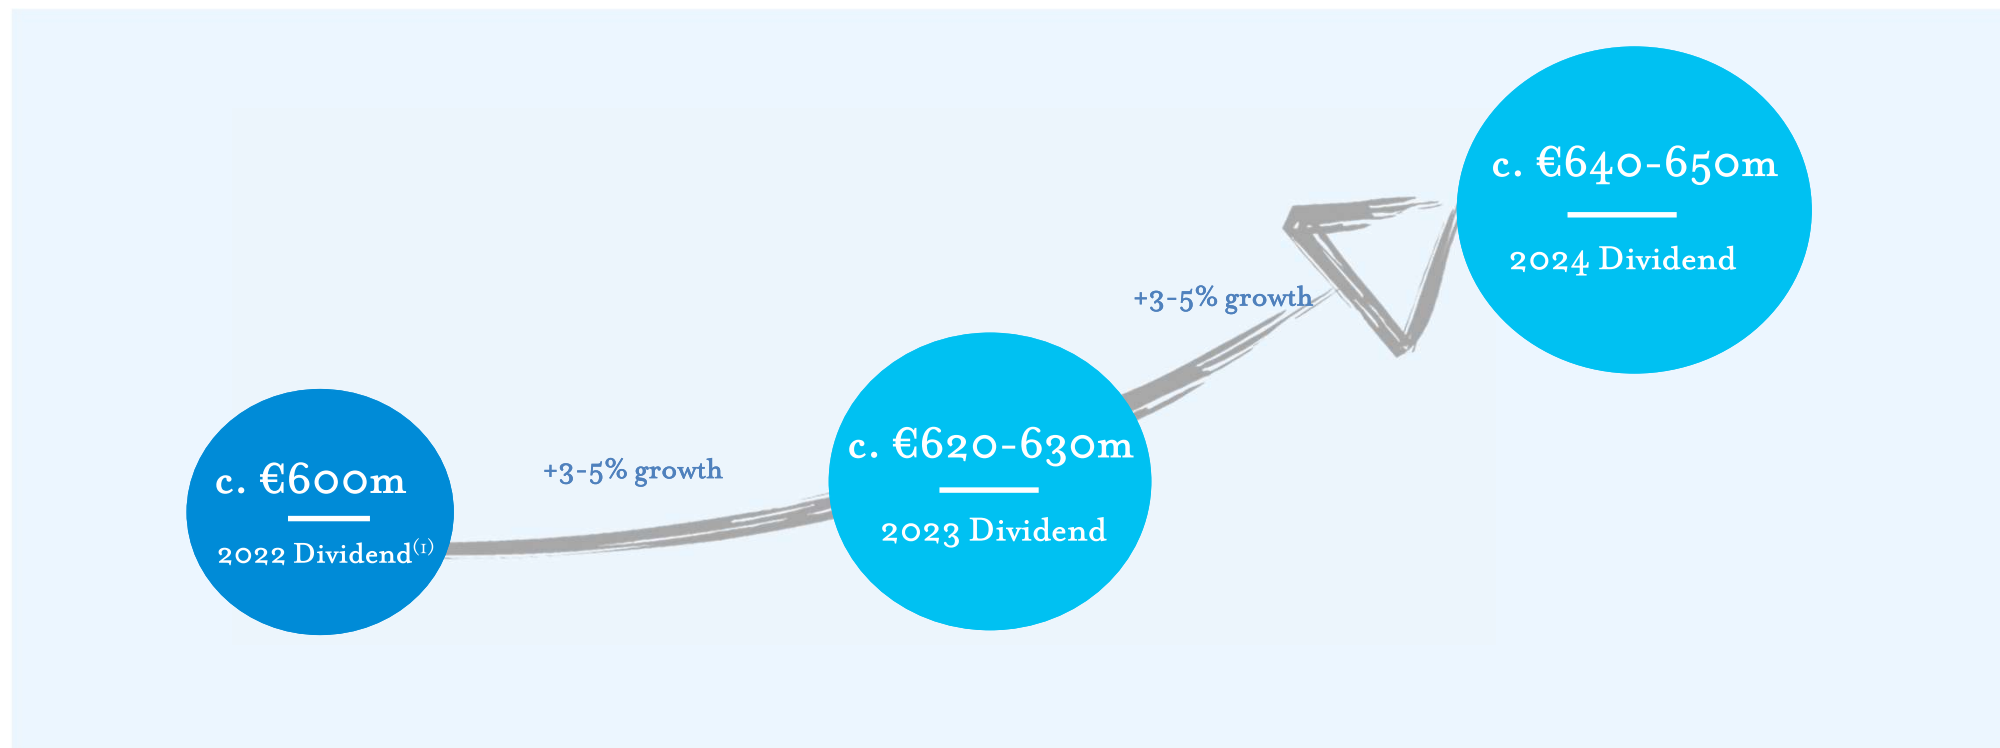 c. €600m
2022 Dividend(1)
+3-5% growth
c. €620-630m
2023 Dividend
+3-5% growth
c. €640-650m
2024 Dividend